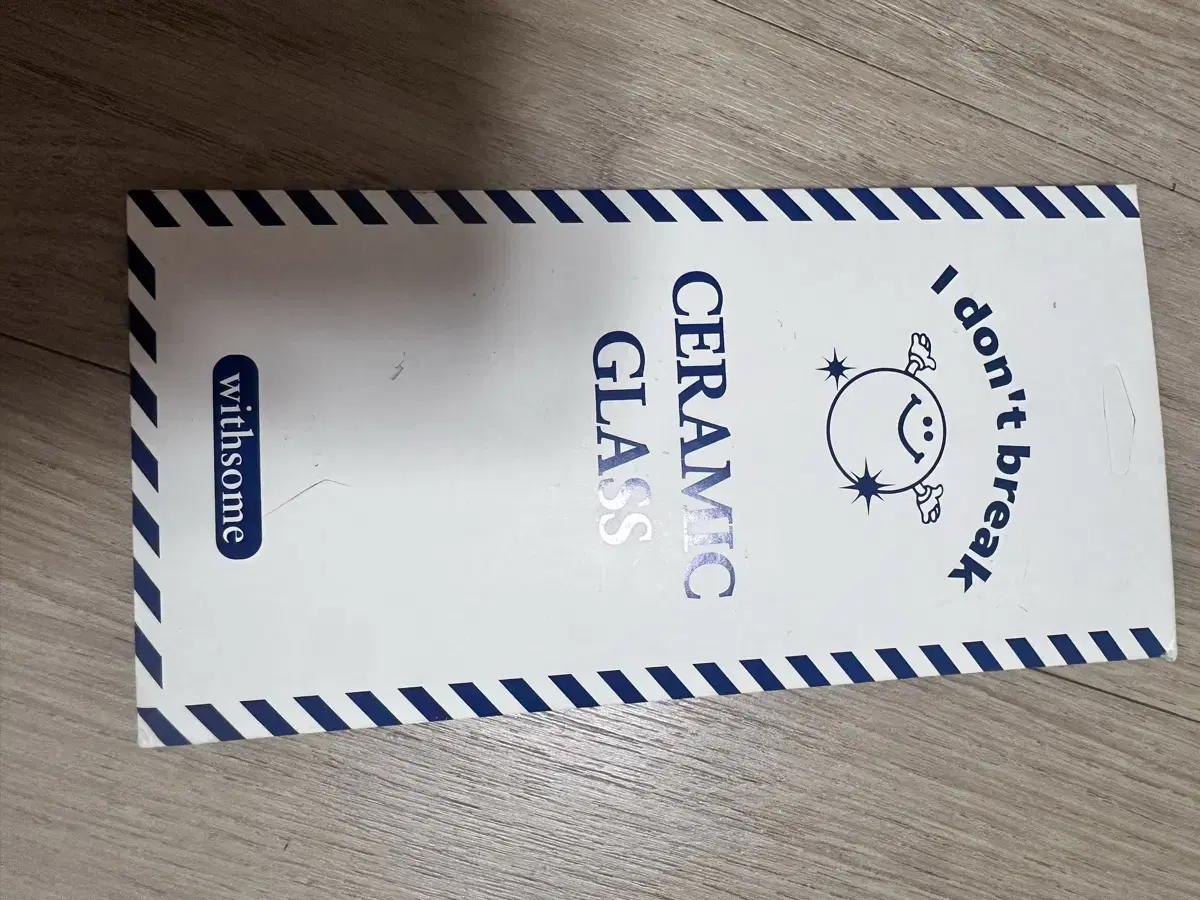 I don't break
CERAMIC
GLASS
withsome